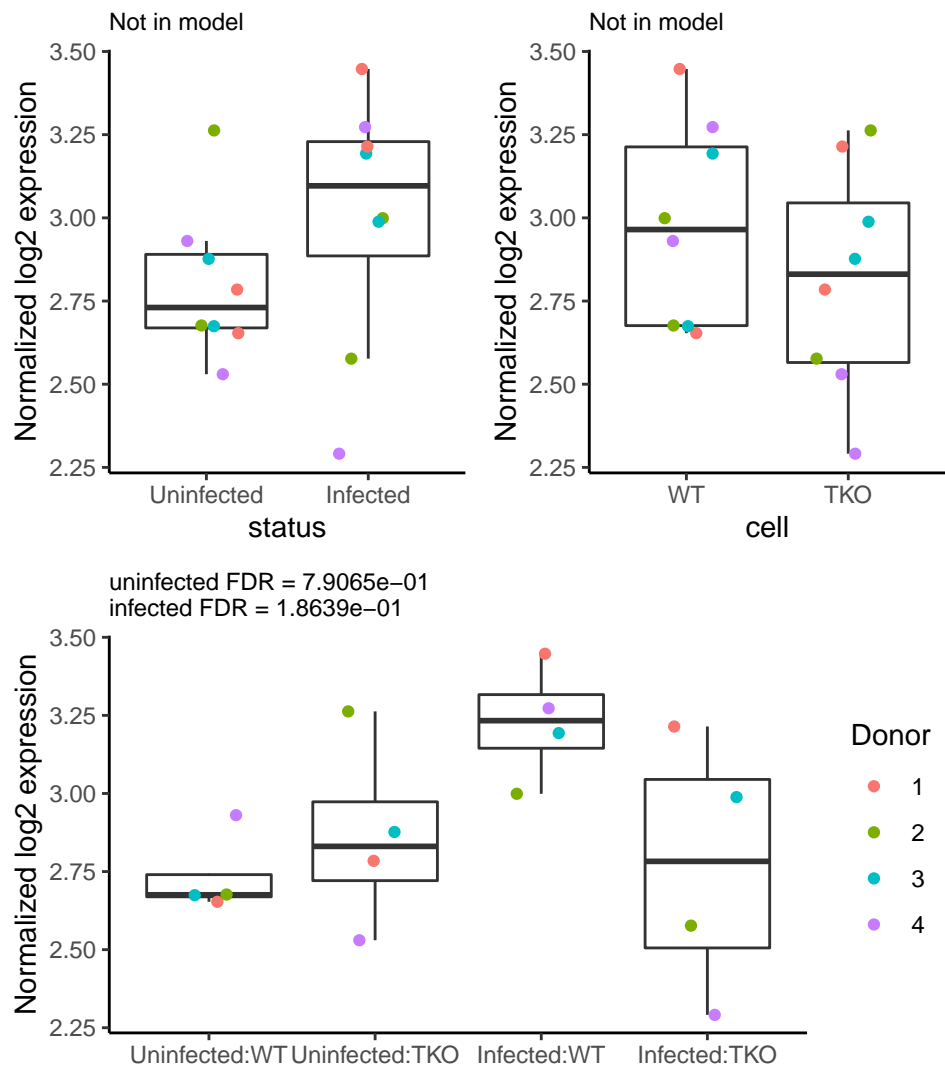 Not in model
Normalized log2 expression
3.50
3.25
3.00
2.75
2.50
2.25
Uninfected Infected
status
Not in model
Normalized log2 expression
3.50
3.25
3.00
2.75
2.50
2.25
WT TKO
cell
uninfected FDR = 7.9065e−01
infected FDR = 1.8639e−01
Normalized log2 expression
3.50
3.25
3.00
2.75
2.50
2.25
Uninfected:WT Uninfected:TKO Infected:WT Infected:TKO
Donor
1
2
3
4